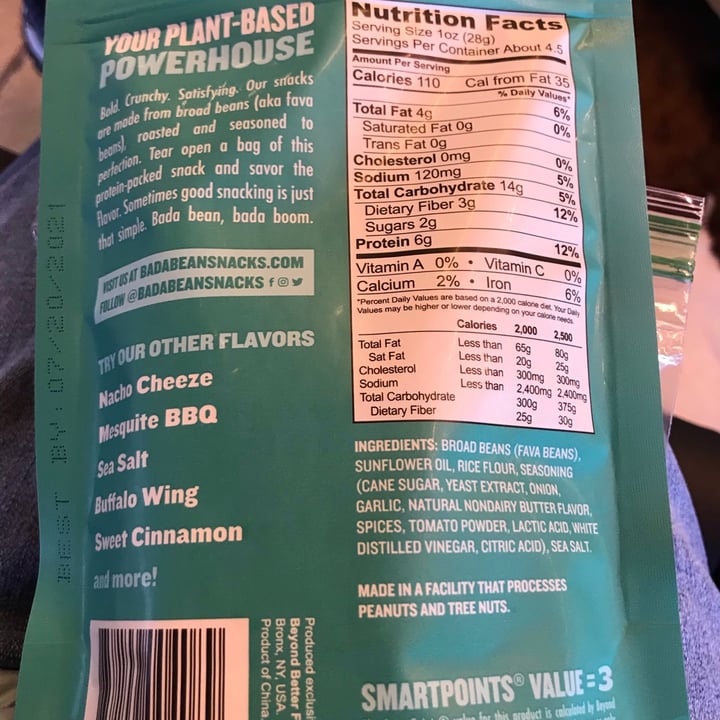 YOUR PLANT-BASED
POWERHOUSE
Bold. Crunchy. Satisfying. Our snacks
are made from broad beans (aka fava
beans), roasted and seasoned to
perfection. Tear open a bag of this
protein-packed snack and savor the
flavor. Sometimes good snacking is just
that simple. Bada bean, bada boom.
VISIT US AT BADABEANSNACKS.COM
FOLLOW @BADABEANSNACKS
TRY OUR OTHER FLAVORS
Nacho Cheeze
Mesquite BBQ
Sea Salt
Buffalo Wing
Sweet Cinnamon
and more!
BEST BY: 07/20/2021
Produced exclusi
Beyond Better F
Bronx, NY, USA.
Product of China.
Nutrition Facts
Serving Size 1oz (28g)
Servings Per Container About 4.5
Amount Per Serving
Calories 110 Cal from Fat 35
% Daily Values*
Total Fat 4g 6%
Saturated Fat 0g 0%
Trans Fat 0g
Cholesterol 0mg 0%
Sodium 120mg 5%
Total Carbohydrate 14g 5%
Dietary Fiber 3g 12%
Sugars 2g
Protein 6g 12%
Vitamin A 0% • Vitamin C 0%
Calcium 2% • Iron 6%
*Percent Daily Values are based on a 2,000 calorie diet. Your Daily
Values may be higher or lower depending on your calorie needs.
Calories 2,000 2,500
Total Fat Less than 65g 80g
Sat Fat Less than 20g 25g
Cholesterol Less than 300mg 300mg
Sodium Less than 2,400mg 2,400mg
Total Carbohydrate 300g 375g
Dietary Fiber 25g 30g
INGREDIENTS: BROAD BEANS (FAVA BEANS),
SUNFLOWER OIL, RICE FLOUR, SEASONING
(CANE SUGAR, YEAST EXTRACT, ONION,
GARLIC, NATURAL NONDAIRY BUTTER FLAVOR,
SPICES, TOMATO POWDER, LACTIC ACID, WHITE
DISTILLED VINEGAR, CITRIC ACID), SEA SALT.
MADE IN A FACILITY THAT PROCESSES
PEANUTS AND TREE NUTS.
SMARTPOINTS® VALUE = 3
value for this product is calculated by Beyond